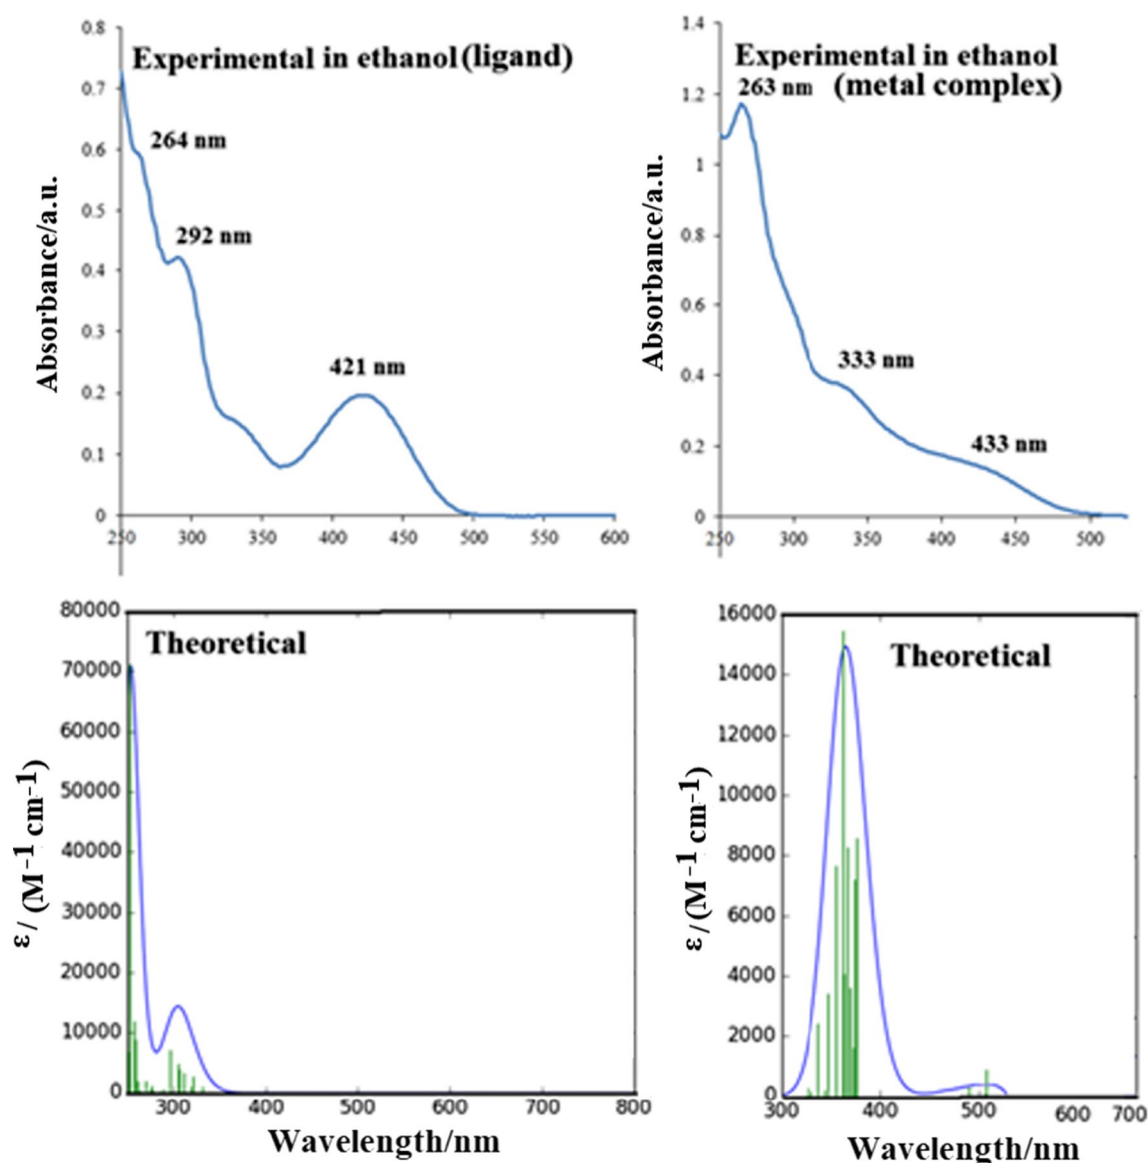 Experimental in ethanol (ligand)
264 nm
292 nm
421 nm
Absorbance/a.u.
0.8
0.7
0.6
0.5
0.4
0.3
0.2
0.1
0
250 300 350 400 450 500 550 600
Experimental in ethanol
263 nm (metal complex)
333 nm
433 nm
Absorbance/a.u.
1.4
1.2
1
0.8
0.6
0.4
0.2
0
250 300 350 400 450 500
Theoretical
ε / (M⁻¹ cm⁻¹)
80000
70000
60000
50000
40000
30000
20000
10000
0
300 400 500 600 700 800
Wavelength/nm
Theoretical
ε / (M⁻¹ cm⁻¹)
16000
14000
12000
10000
8000
6000
4000
2000
0
300 400 500 600 700
Wavelength/nm